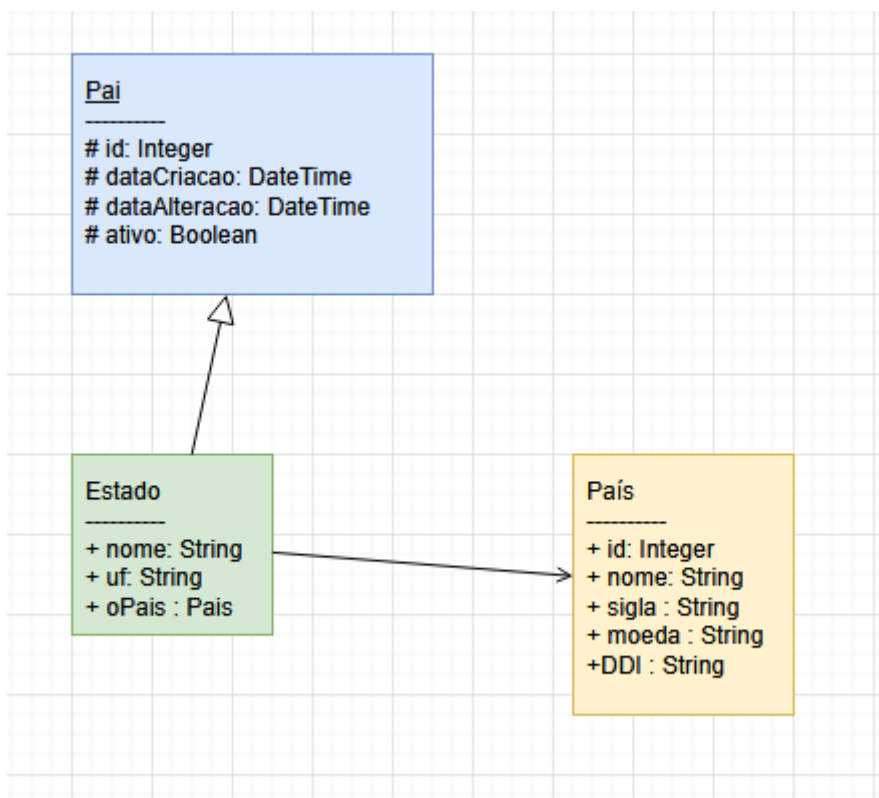 Pai
----------
# id: Integer
# dataCriacao: DateTime
# dataAlteracao: DateTime
# ativo: Boolean
Estado
----------
+ nome: String
+ uf: String
+ oPais : Pais
País
----------
+ id: Integer
+ nome: String
+ sigla : String
+ moeda : String
+DDI : String